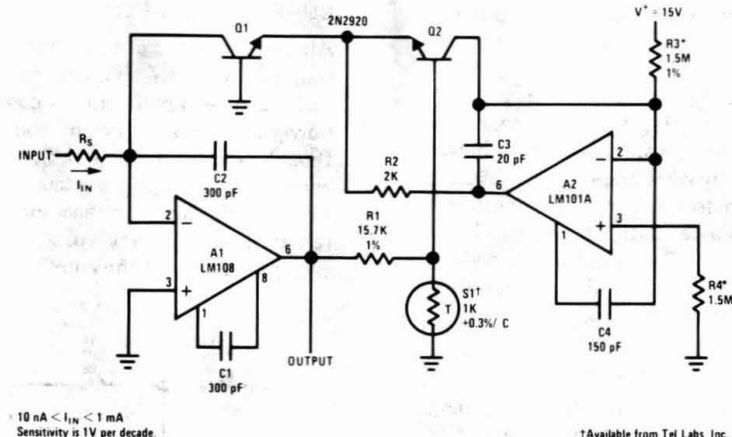 Q1
2N2920
Q2
V+ = 15V
R3*
1.5M
1%
RS
INPUT
IIN
C2
300 pF
C3
20 pF
R2
2K
2
3
A1
LM108
6
8
1
C1
300 pF
R1
15.7K
1%
OUTPUT
S1†
1K
+0.3%/ C
T
6
A2
LM101A
2
3
1
C4
150 pF
R4*
1.5M
10 nA < IIN < 1 mA
Sensitivity is 1V per decade.
†Available from Tel Labs, Inc.